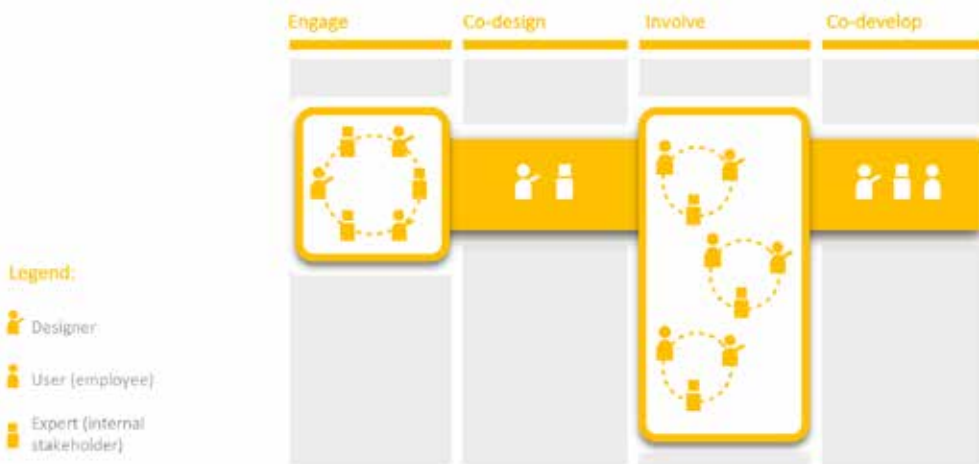 Engage
Co-design
Involve
Co-develop
Legend:
Designer
User (employee)
Expert (internal
stakeholder)